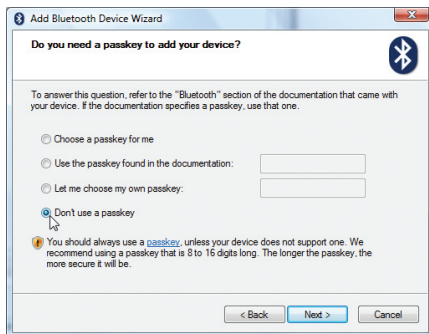 Add Bluetooth Device Wizard
Do you need a passkey to add your device?
To answer this question, refer to the "Bluetooth" section of the documentation that came with
your device. If the documentation specifies a passkey, use that one.
Choose a passkey for me
Use the passkey found in the documentation:
Let me choose my own passkey:
Don't use a passkey
You should always use a passkey, unless your device does not support one. We
recommend using a passkey that is 8 to 16 digits long. The longer the passkey, the
more secure it will be.
< Back Next > Cancel